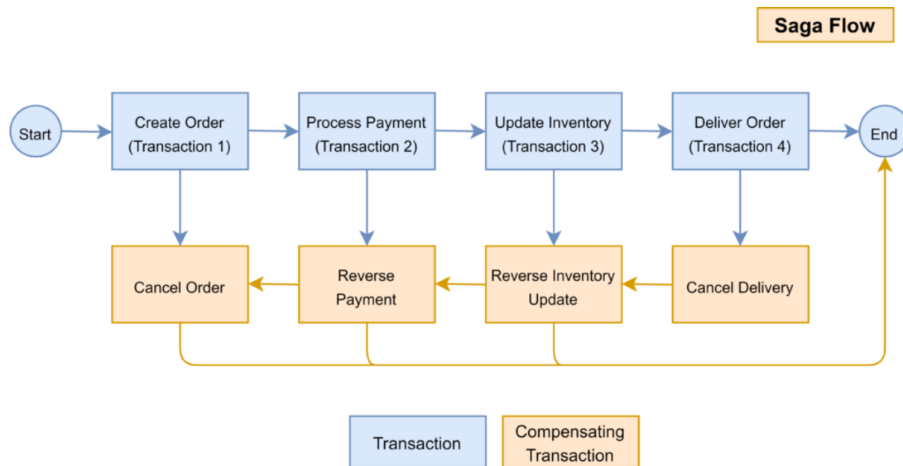 Saga Flow
Start
Create Order
(Transaction 1)
Process Payment
(Transaction 2)
Update Inventory
(Transaction 3)
Deliver Order
(Transaction 4)
End
Cancel Order
Reverse
Payment
Reverse Inventory
Update
Cancel Delivery
Transaction
Compensating
Transaction